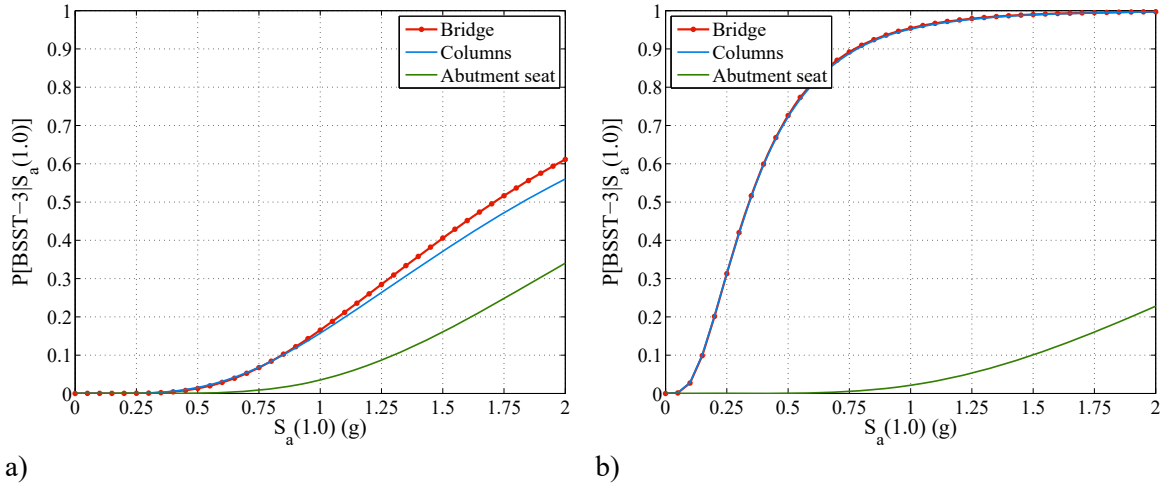 1
0.9
0.8
0.7
0.6
0.5
0.4
0.3
0.2
0.1
0
P[BSST−3|Sa(1.0)]
Bridge
Columns
Abutment seat
0 0.25 0.5 0.75 1 1.25 1.5 1.75 2
Sa(1.0) (g)
a)
1
0.9
0.8
0.7
0.6
0.5
0.4
0.3
0.2
0.1
0
P[BSST−3|Sa(1.0)]
Bridge
Columns
Abutment seat
0 0.25 0.5 0.75 1 1.25 1.5 1.75 2
Sa(1.0) (g)
b)